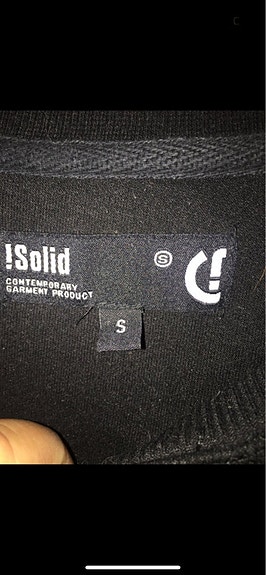 !Solid
CONTEMPORARY
GARMENT PRODUCT
S
S